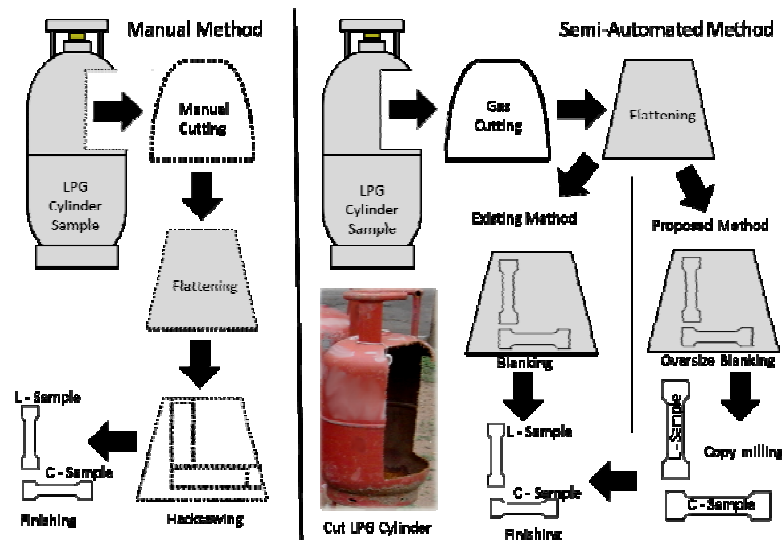 Manual Method
LPG
Cylinder
Sample
Manual
Cutting
Flattening
Hacksawing
L - Sample
C - Sample
Finishing
Semi-Automated Method
LPG
Cylinder
Sample
Gas
Cutting
Flattening
Existing Method
Blanking
L - Sample
C - Sample
Finishing
Proposed Method
Oversize Blanking
L-Sample
Copy milling
C - Sample
Cut LPG Cylinder